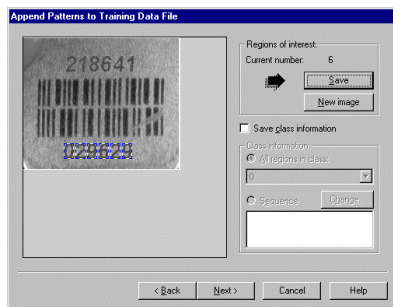 Append Patterns to Training Data File
218641
029629
Regions of interest:
Current number: 6
Save
New image
Save class information
Class information
All regions in class:
0
Sequence
Change
< Back
Next >
Cancel
Help